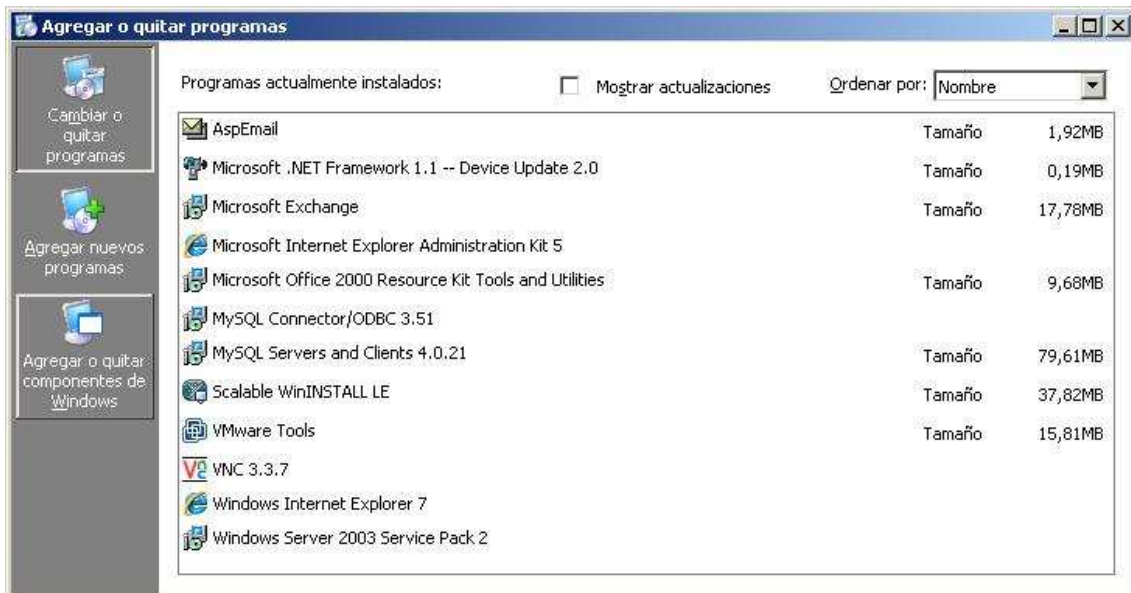 Agregar o quitar programas
Cambiar o
quitar
programas
Agregar nuevos
programas
Agregar o quitar
componentes de
Windows
Programas actualmente instalados:
Mostrar actualizaciones
Ordenar por: Nombre
AspEmail Tamaño 1,92MB
Microsoft .NET Framework 1.1 -- Device Update 2.0 Tamaño 0,19MB
Microsoft Exchange Tamaño 17,78MB
Microsoft Internet Explorer Administration Kit 5
Microsoft Office 2000 Resource Kit Tools and Utilities Tamaño 9,68MB
MySQL Connector/ODBC 3.51
MySQL Servers and Clients 4.0.21 Tamaño 79,61MB
Scalable WinINSTALL LE Tamaño 37,82MB
VMware Tools Tamaño 15,81MB
VNC 3.3.7
Windows Internet Explorer 7
Windows Server 2003 Service Pack 2